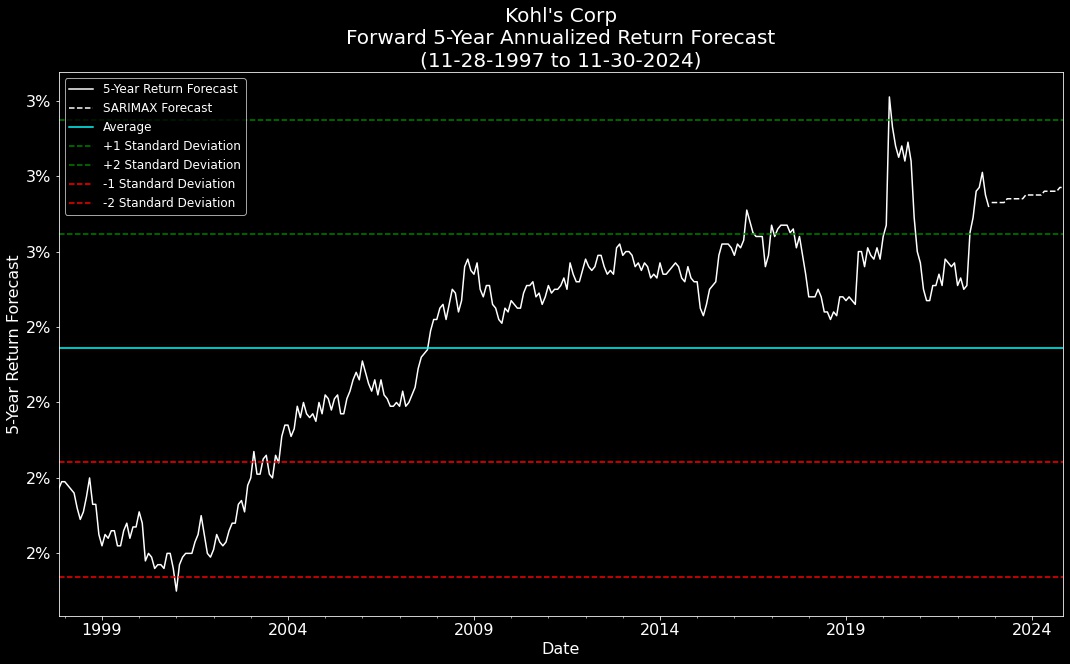 Kohl's Corp
Forward 5-Year Annualized Return Forecast
(11-28-1997 to 11-30-2024)
5-Year Return Forecast
SARIMAX Forecast
Average
+1 Standard Deviation
+2 Standard Deviation
-1 Standard Deviation
-2 Standard Deviation
5-Year Return Forecast
3%
3%
3%
2%
2%
2%
2%
1999
2004
2009
2014
2019
2024
Date